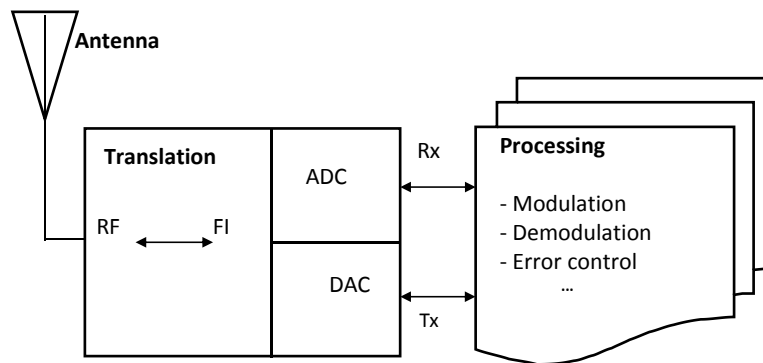 Antenna
Translation
RF
FI
ADC
DAC
Rx
Tx
Processing
- Modulation
- Demodulation
- Error control
...